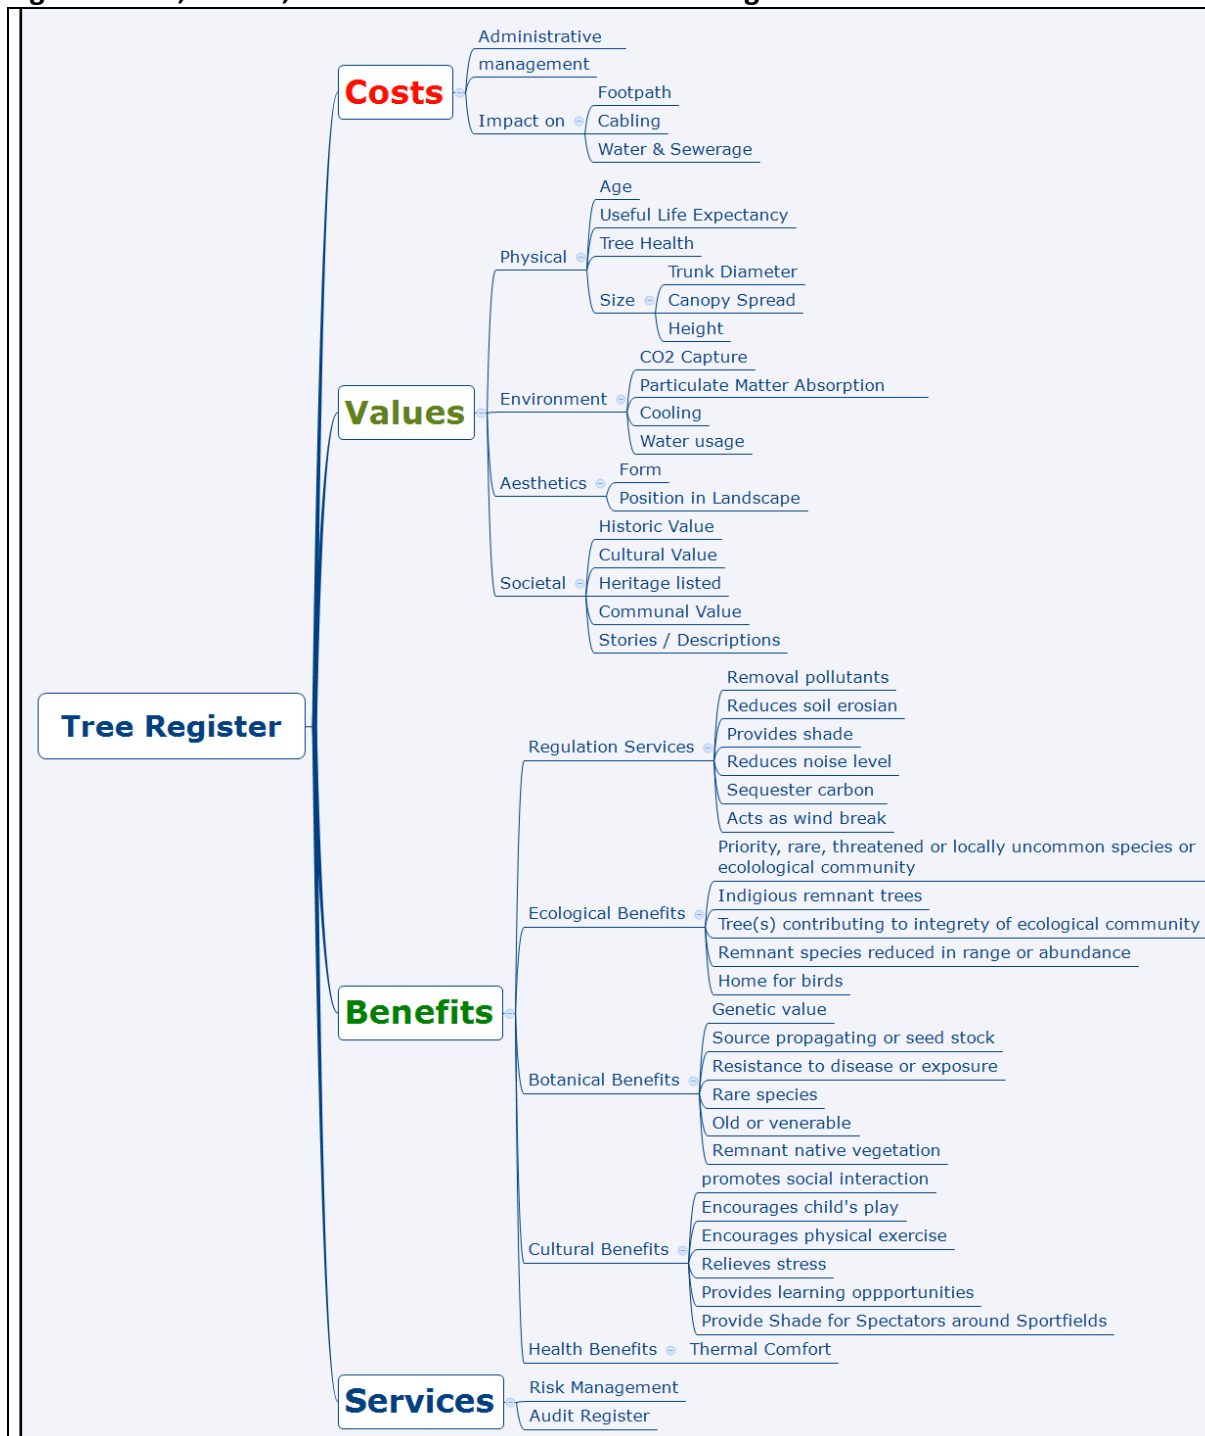 Tree Register
Costs
Administrative
management
Impact on
Footpath
Cabling
Water & Sewerage
Values
Physical
Age
Useful Life Expectancy
Tree Health
Size
Trunk Diameter
Canopy Spread
Height
Environment
CO2 Capture
Particulate Matter Absorption
Cooling
Water usage
Aesthetics
Form
Position in Landscape
Societal
Historic Value
Cultural Value
Heritage listed
Communal Value
Stories / Descriptions
Benefits
Regulation Services
Removal pollutants
Reduces soil erosian
Provides shade
Reduces noise level
Sequester carbon
Acts as wind break
Ecological Benefits
Priority, rare, threatened or locally uncommon species or
ecolological community
Indigious remnant trees
Tree(s) contributing to integrety of ecological community
Remnant species reduced in range or abundance
Home for birds
Botanical Benefits
Genetic value
Source propagating or seed stock
Resistance to disease or exposure
Rare species
Old or venerable
Remnant native vegetation
Cultural Benefits
promotes social interaction
Encourages child's play
Encourages physical exercise
Relieves stress
Provides learning oppportunities
Provide Shade for Spectators around Sportfields
Health Benefits
Thermal Comfort
Services
Risk Management
Audit Register